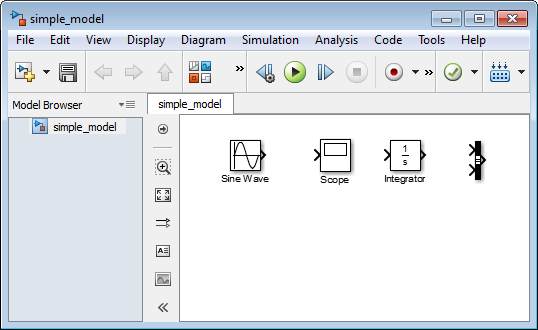 simple_model
File Edit View Display Diagram Simulation Analysis Code Tools Help
Model Browser simple_model
simple_model
Sine Wave Scope 1 s Integrator